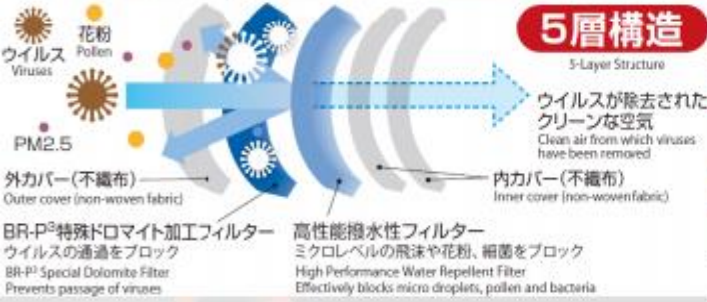 5層構造
5-Layer Structure
ウイルス
Viruses
花粉
Pollen
PM2.5
ウイルスが除去された
クリーンな空気
Clean air from which viruses
have been removed
外カバー(不織布)
Outer cover (non-woven fabric)
内カバー(不織布)
Inner cover (non-wovenfabric)
BR-P³特殊ドロマイト加工フィルター
ウイルスの通過をブロック
BR-P³ Special Dolomite Filter
Prevents passage of viruses
高性能撥水性フィルター
ミクロレベルの飛沫や花粉、細菌をブロック
High Performance Water Repellent Filter
Effectively blocks micro droplets, pollen and bacteria